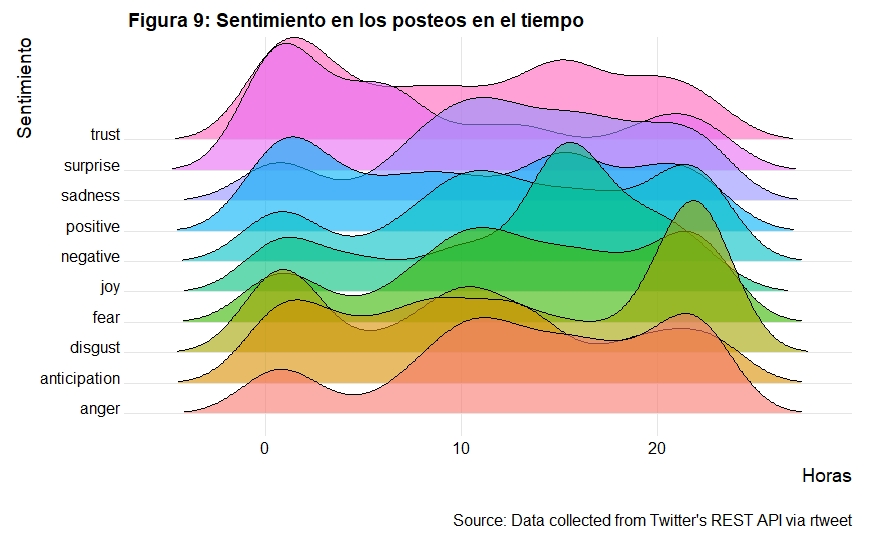 Figura 9: Sentimiento en los posteos en el tiempo
Sentimiento
trust
surprise
sadness
positive
negative
joy
fear
disgust
anticipation
anger
0 10 20
Horas
Source: Data collected from Twitter's REST API via rtweet